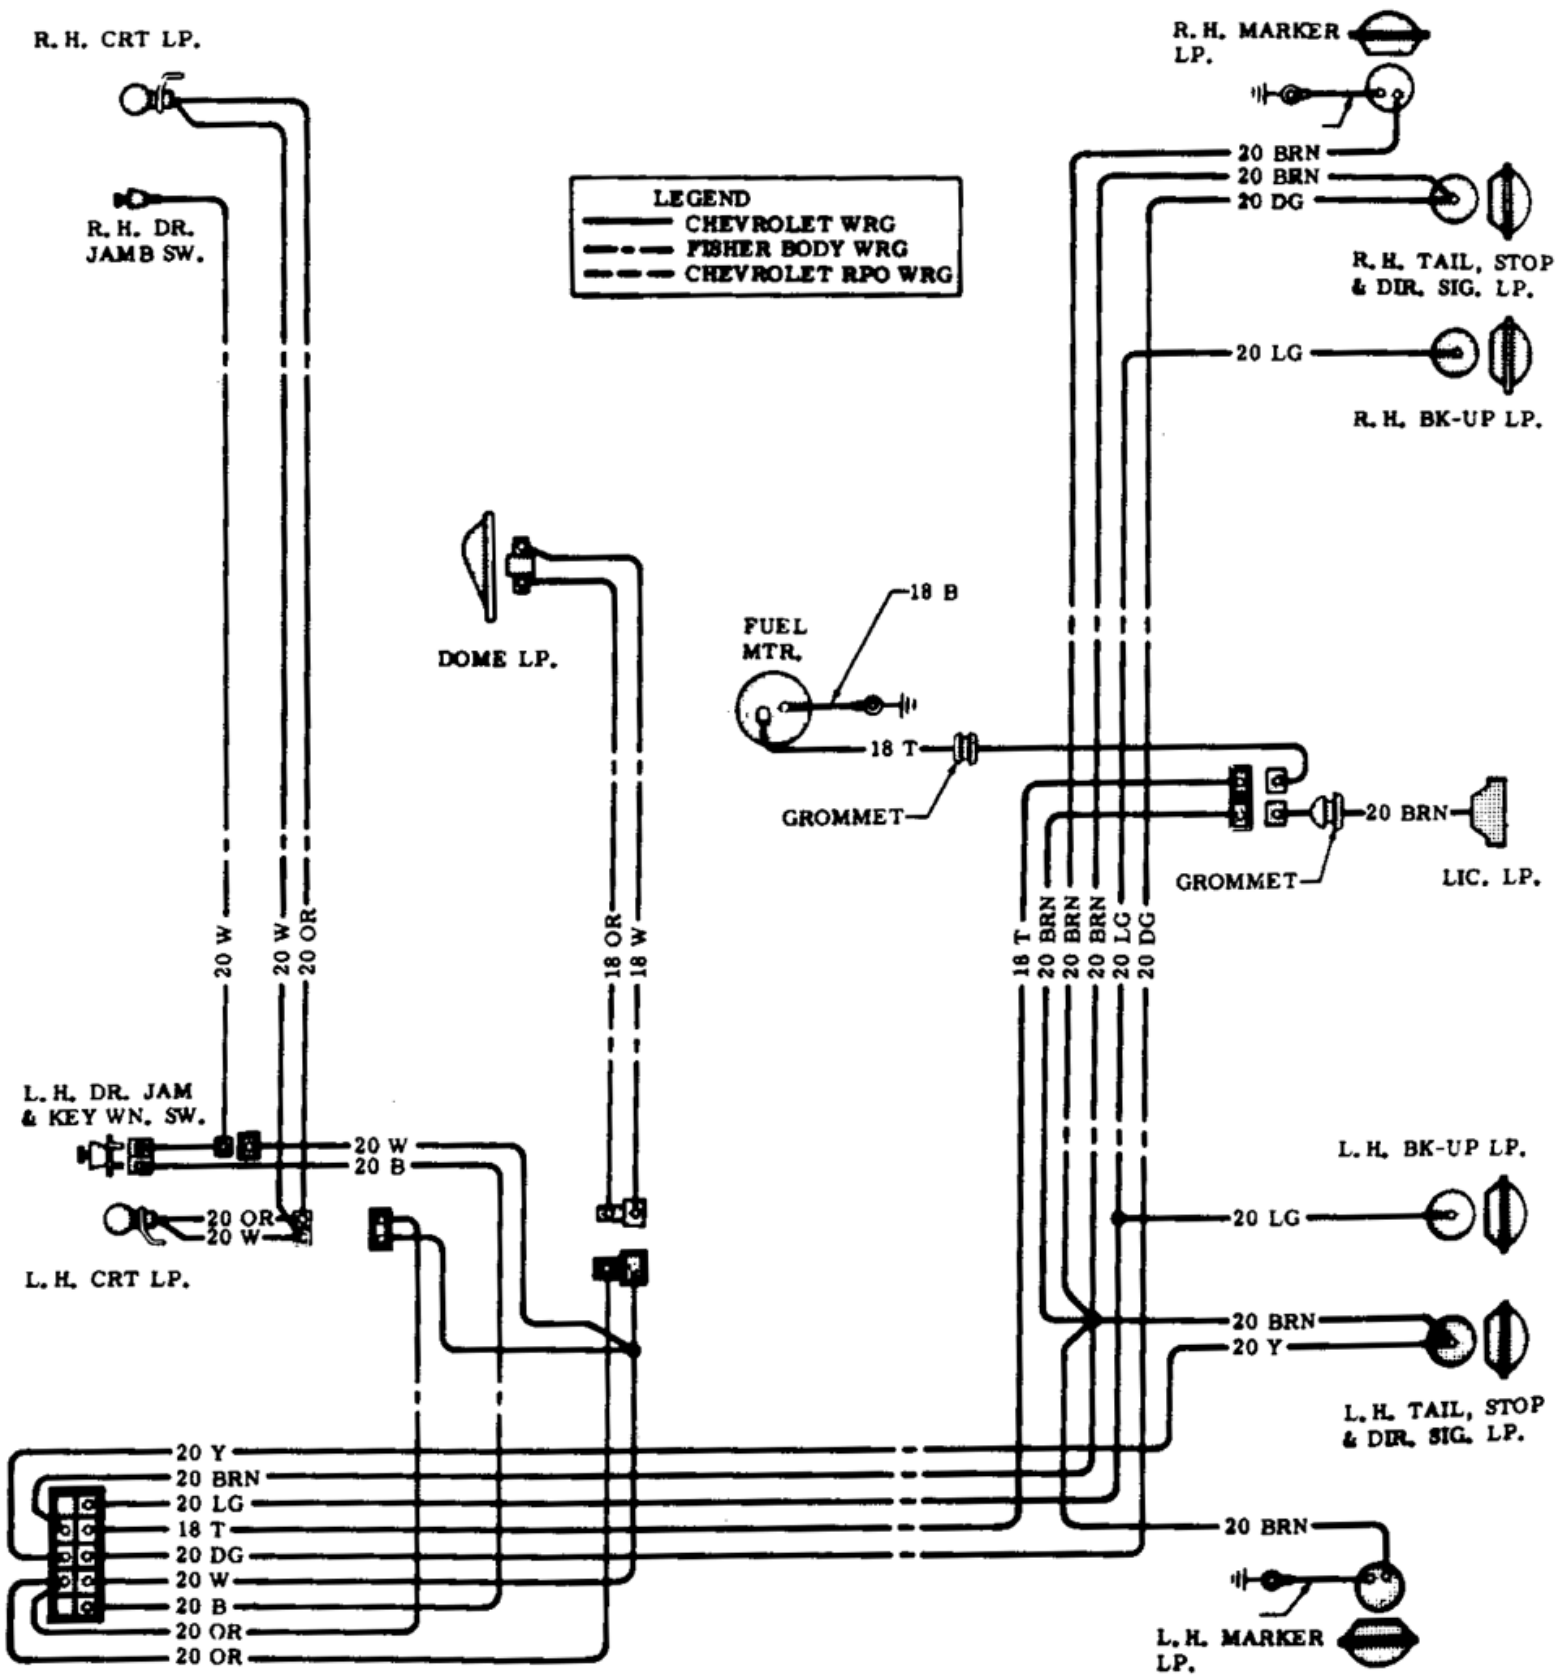 R. H. CRT LP.
R. H. MARKER
LP.
20 BRN
20 BRN
20 DG
R. H. DR.
JAMB SW.
LEGEND
CHEVROLET WRG
FISHER BODY WRG
CHEVROLET RPO WRG
R. H. TAIL, STOP
& DIR. SIG. LP.
20 LG
R. H. BK-UP LP.
DOME LP.
18 B
FUEL
MTR.
18 T
GROMMET
20 BRN
GROMMET
LIC. LP.
20 W
20 W
20 OR
18 OR
18 W
18 T
20 BRN
20 BRN
20 BRN
20 LG
20 DG
L. H. DR. JAM
& KEY WN. SW.
20 W
20 B
L. H. BK-UP LP.
20 OR
20 W
20 LG
L. H. CRT LP.
20 BRN
20 Y
L. H. TAIL, STOP
& DIR. SIG. LP.
20 Y
20 BRN
20 LG
18 T
20 DG
20 W
20 B
20 OR
20 OR
20 BRN
L. H. MARKER
LP.